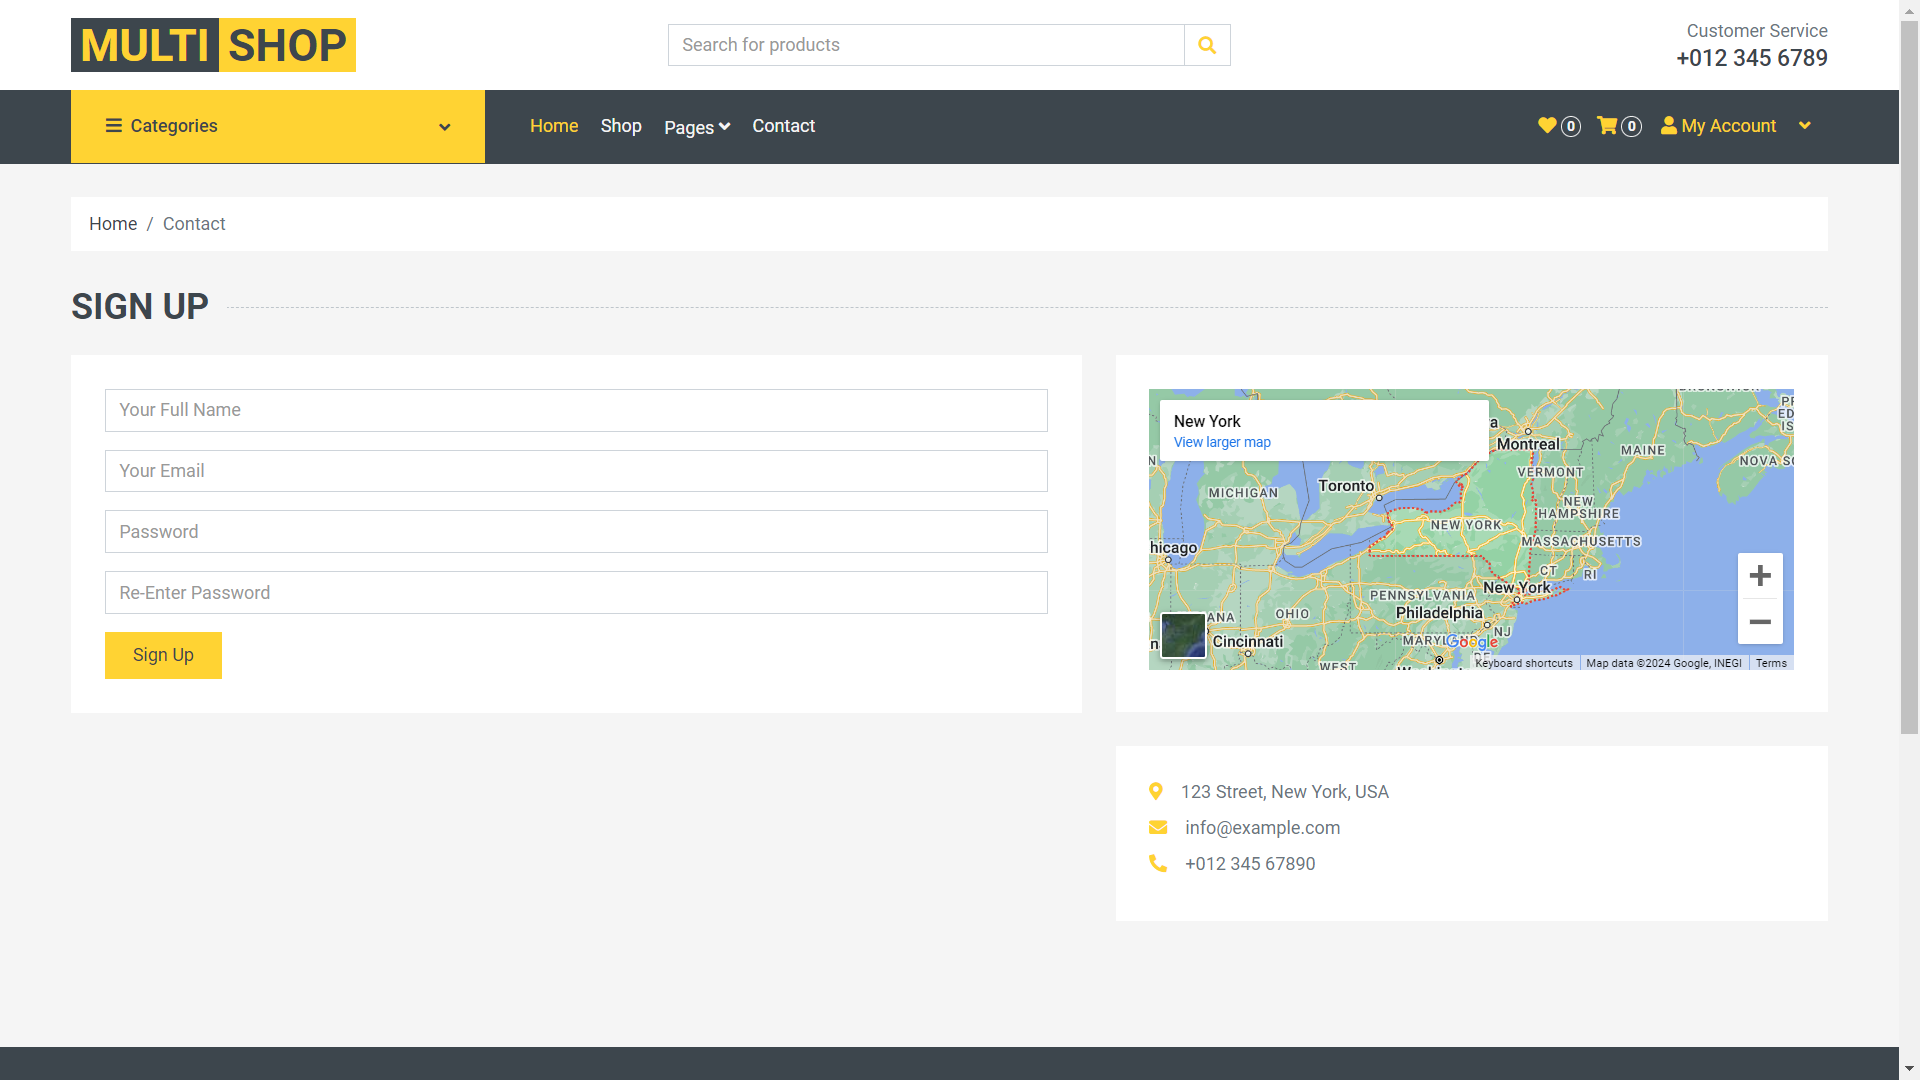 MULTI SHOP
Search for products
Customer Service
+012 345 6789
Categories
Home
Shop
Pages
Contact
0
0
My Account
Home / Contact
SIGN UP
Your Full Name
Your Email
Password
Re-Enter Password
Sign Up
New York
View larger map
Montreal
MAINE
NOVA SC
VERMONT
Toronto
MICHIGAN
NEW HAMPSHIRE
NEW YORK
MASSACHUSETTS
hicago
CT
RI
New York
PENNSYLVANIA
OHIO
Philadelphia
ANA
NJ
MARYLAND
Cincinnati
Google
WEST
Keyboard shortcuts
Map data ©2024 Google, INEGI
Terms
123 Street, New York, USA
info@example.com
+012 345 67890